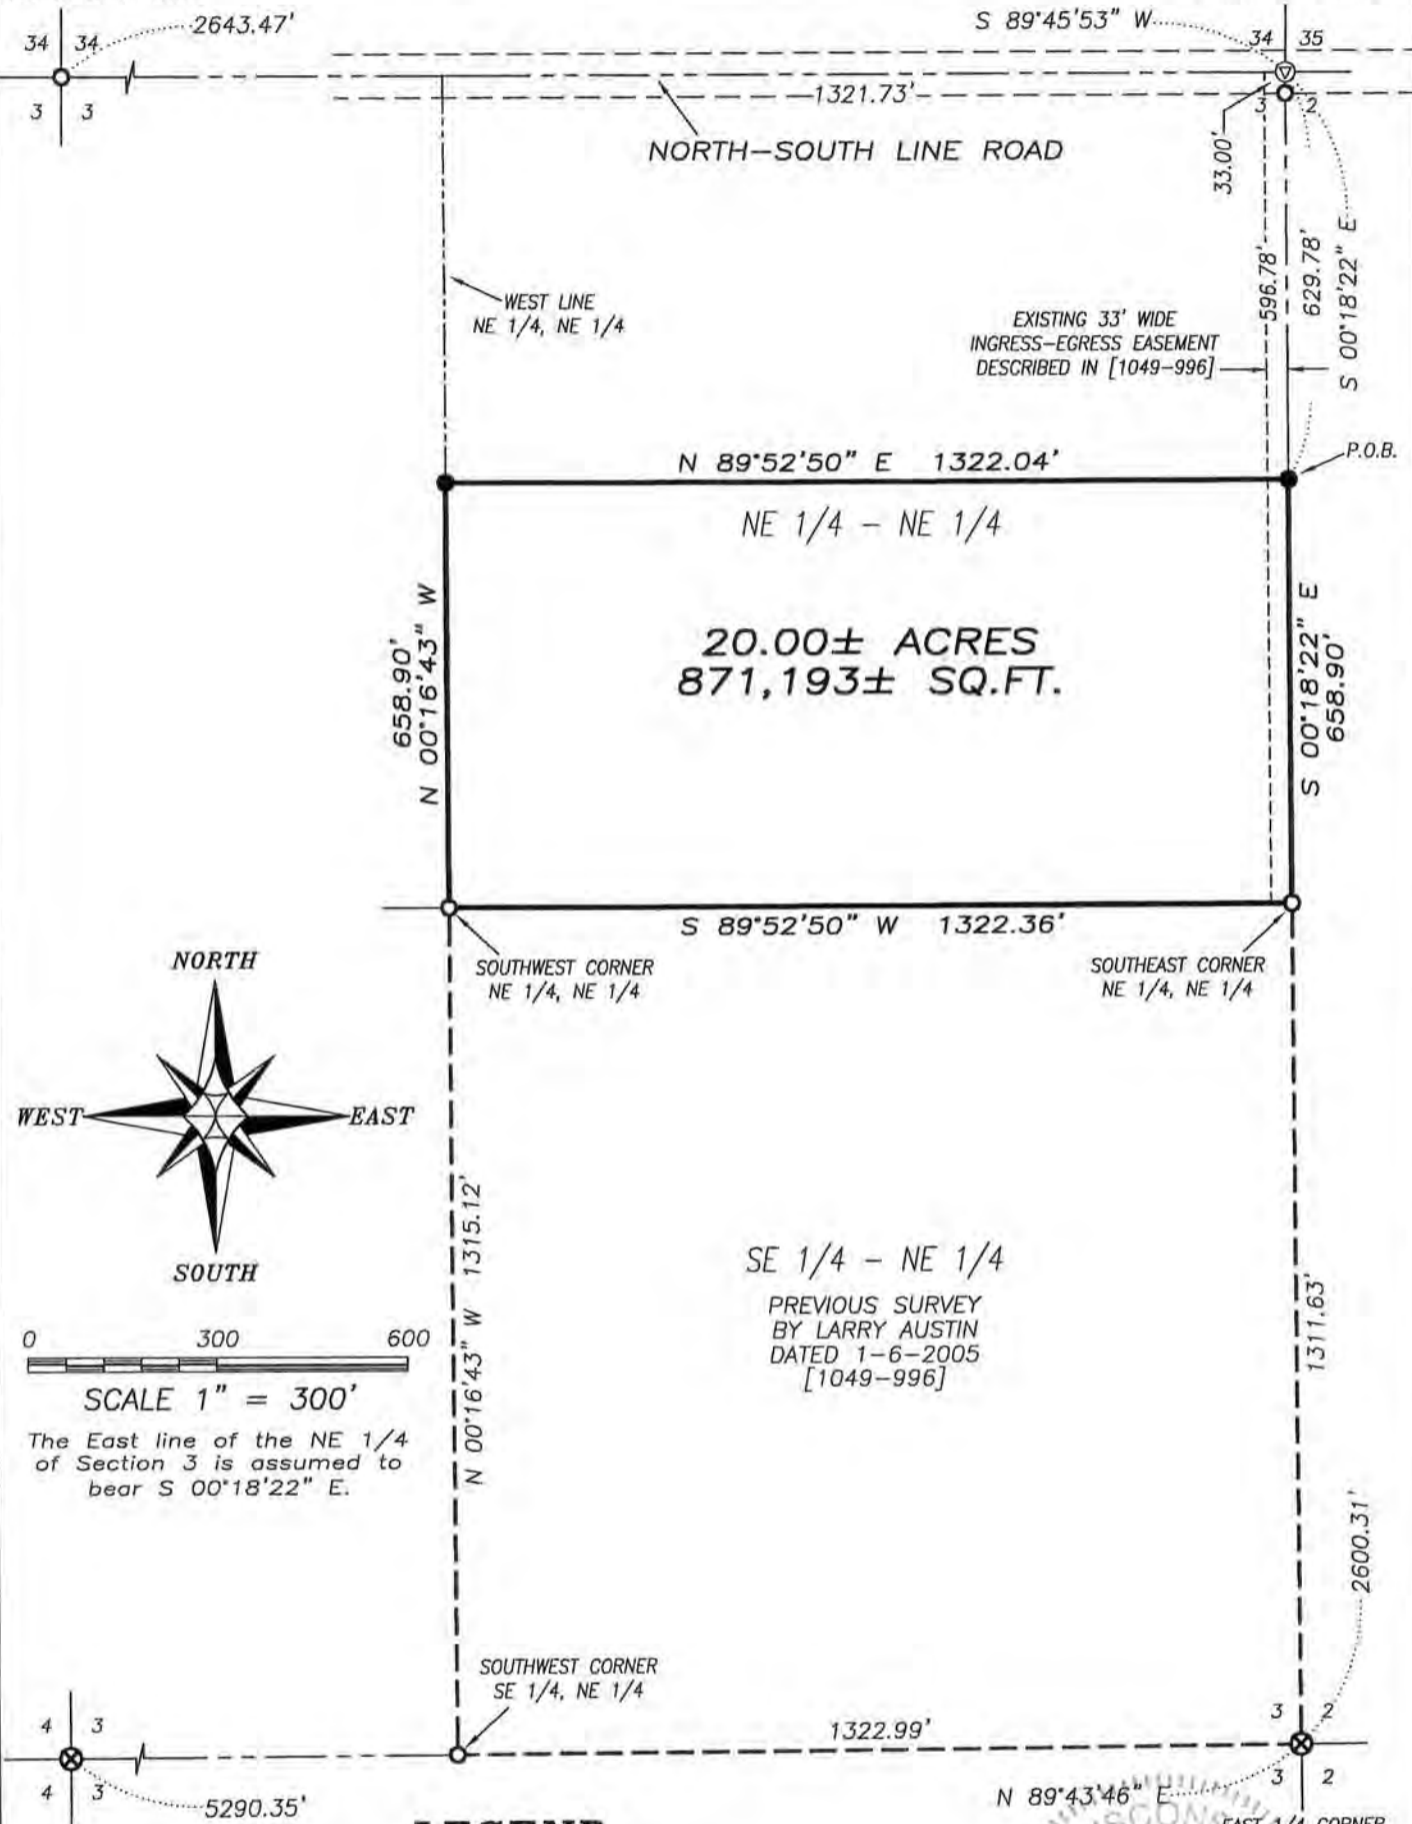 2643.47'
S 89°45'53" W
34 34
34 35
3 3
3 2
1321.73'
NORTH-SOUTH LINE ROAD
33.00'
596.78'
629.78'
S 00°18'22" E
WEST LINE
NE 1/4, NE 1/4
EXISTING 33' WIDE
INGRESS-EGRESS EASEMENT
DESCRIBED IN [1049-996]
P.O.B.
N 89°52'50" E 1322.04'
NE 1/4 - NE 1/4
20.00± ACRES
871,193± SQ.FT.
658.90'
N 00°16'43" W
S 00°18'22" E
658.90'
S 89°52'50" W 1322.36'
SOUTHWEST CORNER
NE 1/4, NE 1/4
SOUTHEAST CORNER
NE 1/4, NE 1/4
NORTH
WEST
EAST
SOUTH
0 300 600
SCALE 1" = 300'
The East line of the NE 1/4
of Section 3 is assumed to
bear S 00°18'22" E.
N 00°16'43" W 1315.12'
SE 1/4 - NE 1/4
PREVIOUS SURVEY
BY LARRY AUSTIN
DATED 1-6-2005
[1049-996]
1311.63'
2600.31'
SOUTHWEST CORNER
SE 1/4, NE 1/4
4 3
3 2
1322.99'
4 3
3 2
5290.35'
N 89°43'46" E
LEGEND
EAST 1/4 CORNER